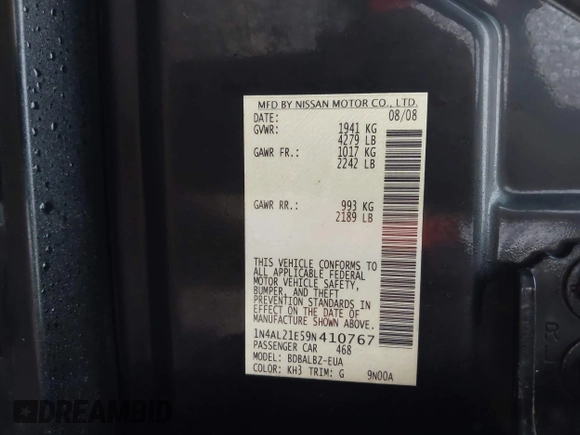 MFD BY NISSAN MOTOR CO., LTD.
DATE: 08/08
GVWR: 1941 KG
4279 LB
GAWR FR.: 1017 KG
2242 LB
GAWR RR.: 993 KG
2189 LB
THIS VEHICLE CONFORMS TO
ALL APPLICABLE FEDERAL
MOTOR VEHICLE SAFETY,
BUMPER, AND THEFT
PREVENTION STANDARDS IN
EFFECT ON THE DATE OF
MANUFACTURE SHOWN ABOVE.
1N4AL21E59N410767
PASSENGER CAR 468
MODEL: BDBALBZ-EUA
COLOR: KH3 TRIM: G 9N00A
DREAMBID